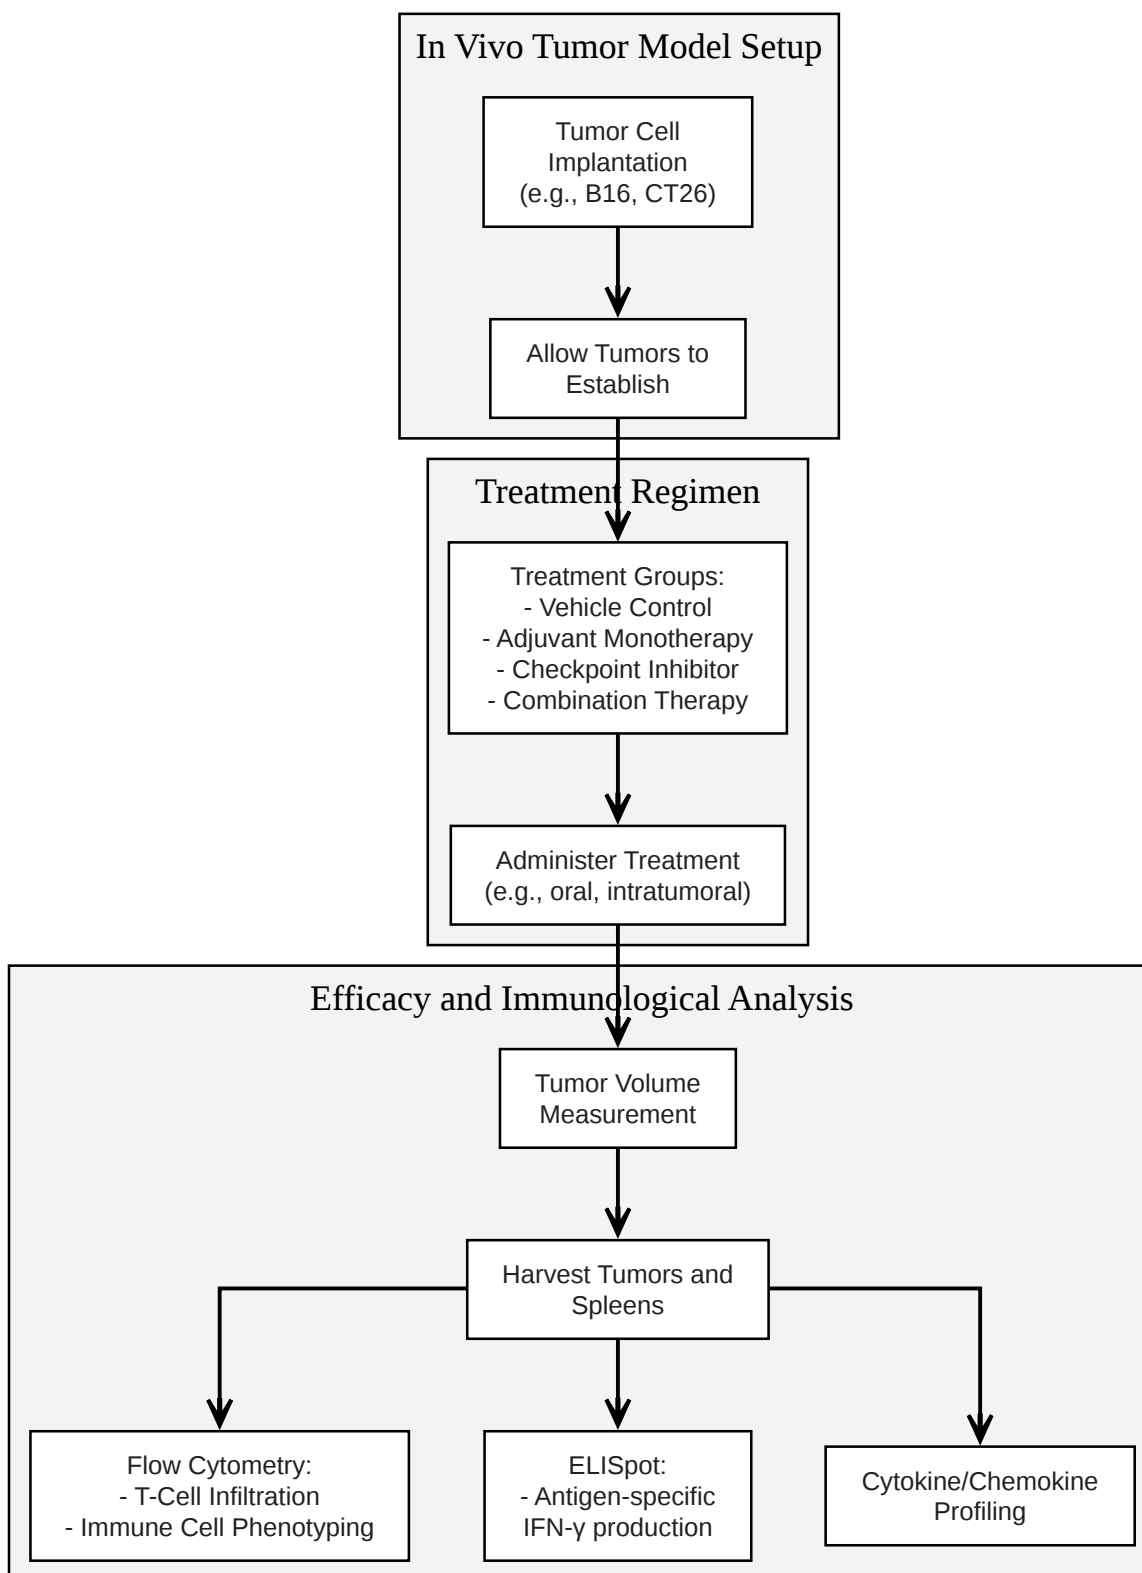 In Vivo Tumor Model Setup
Tumor Cell
Implantation
(e.g., B16, CT26)
Allow Tumors to
Establish
Treatment Regimen
Treatment Groups:
- Vehicle Control
- Adjuvant Monotherapy
- Checkpoint Inhibitor
- Combination Therapy
Administer Treatment
(e.g., oral, intratumoral)
Efficacy and Immunological Analysis
Tumor Volume
Measurement
Harvest Tumors and
Spleens
Flow Cytometry:
- T-Cell Infiltration
- Immune Cell Phenotyping
ELISpot:
- Antigen-specific
IFN-γ production
Cytokine/Chemokine
Profiling